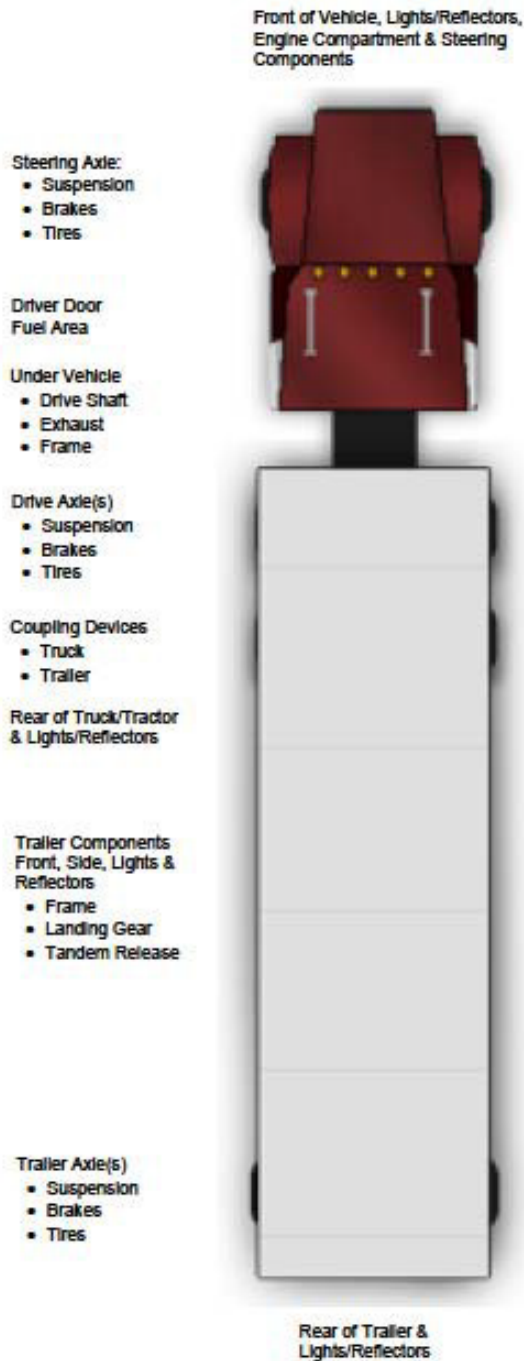 Front of Vehicle, Lights/Reflectors,
Engine Compartment & Steering
Components
Steering Axle:
• Suspension
• Brakes
• Tires
Driver Door
Fuel Area
Under Vehicle
• Drive Shaft
• Exhaust
• Frame
Drive Axle(s)
• Suspension
• Brakes
• Tires
Coupling Devices
• Truck
• Trailer
Rear of Truck/Tractor
& Lights/Reflectors
Trailer Components
Front, Side, Lights &
Reflectors
• Frame
• Landing Gear
• Tandem Release
Trailer Axle(s)
• Suspension
• Brakes
• Tires
Rear of Trailer &
Lights/Reflectors